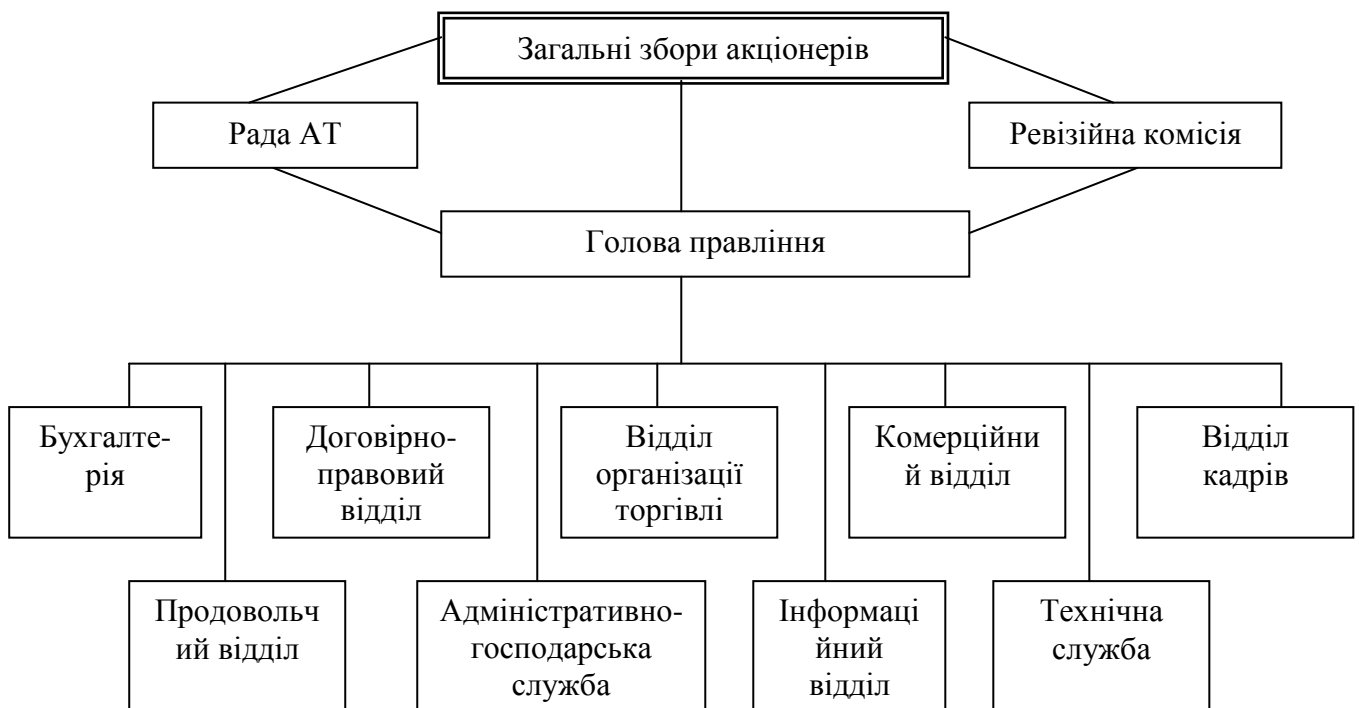 Загальні збори акціонерів
Рада АТ
Ревізійна комісія
Голова правління
Бухгалте-
рія
Договірно-
правовий
відділ
Відділ
організації
торгівлі
Комерційни
й відділ
Відділ
кадрів
Продовольч
ий відділ
Адміністративно-
господарська
служба
Інформаці
йний
відділ
Технічна
служба